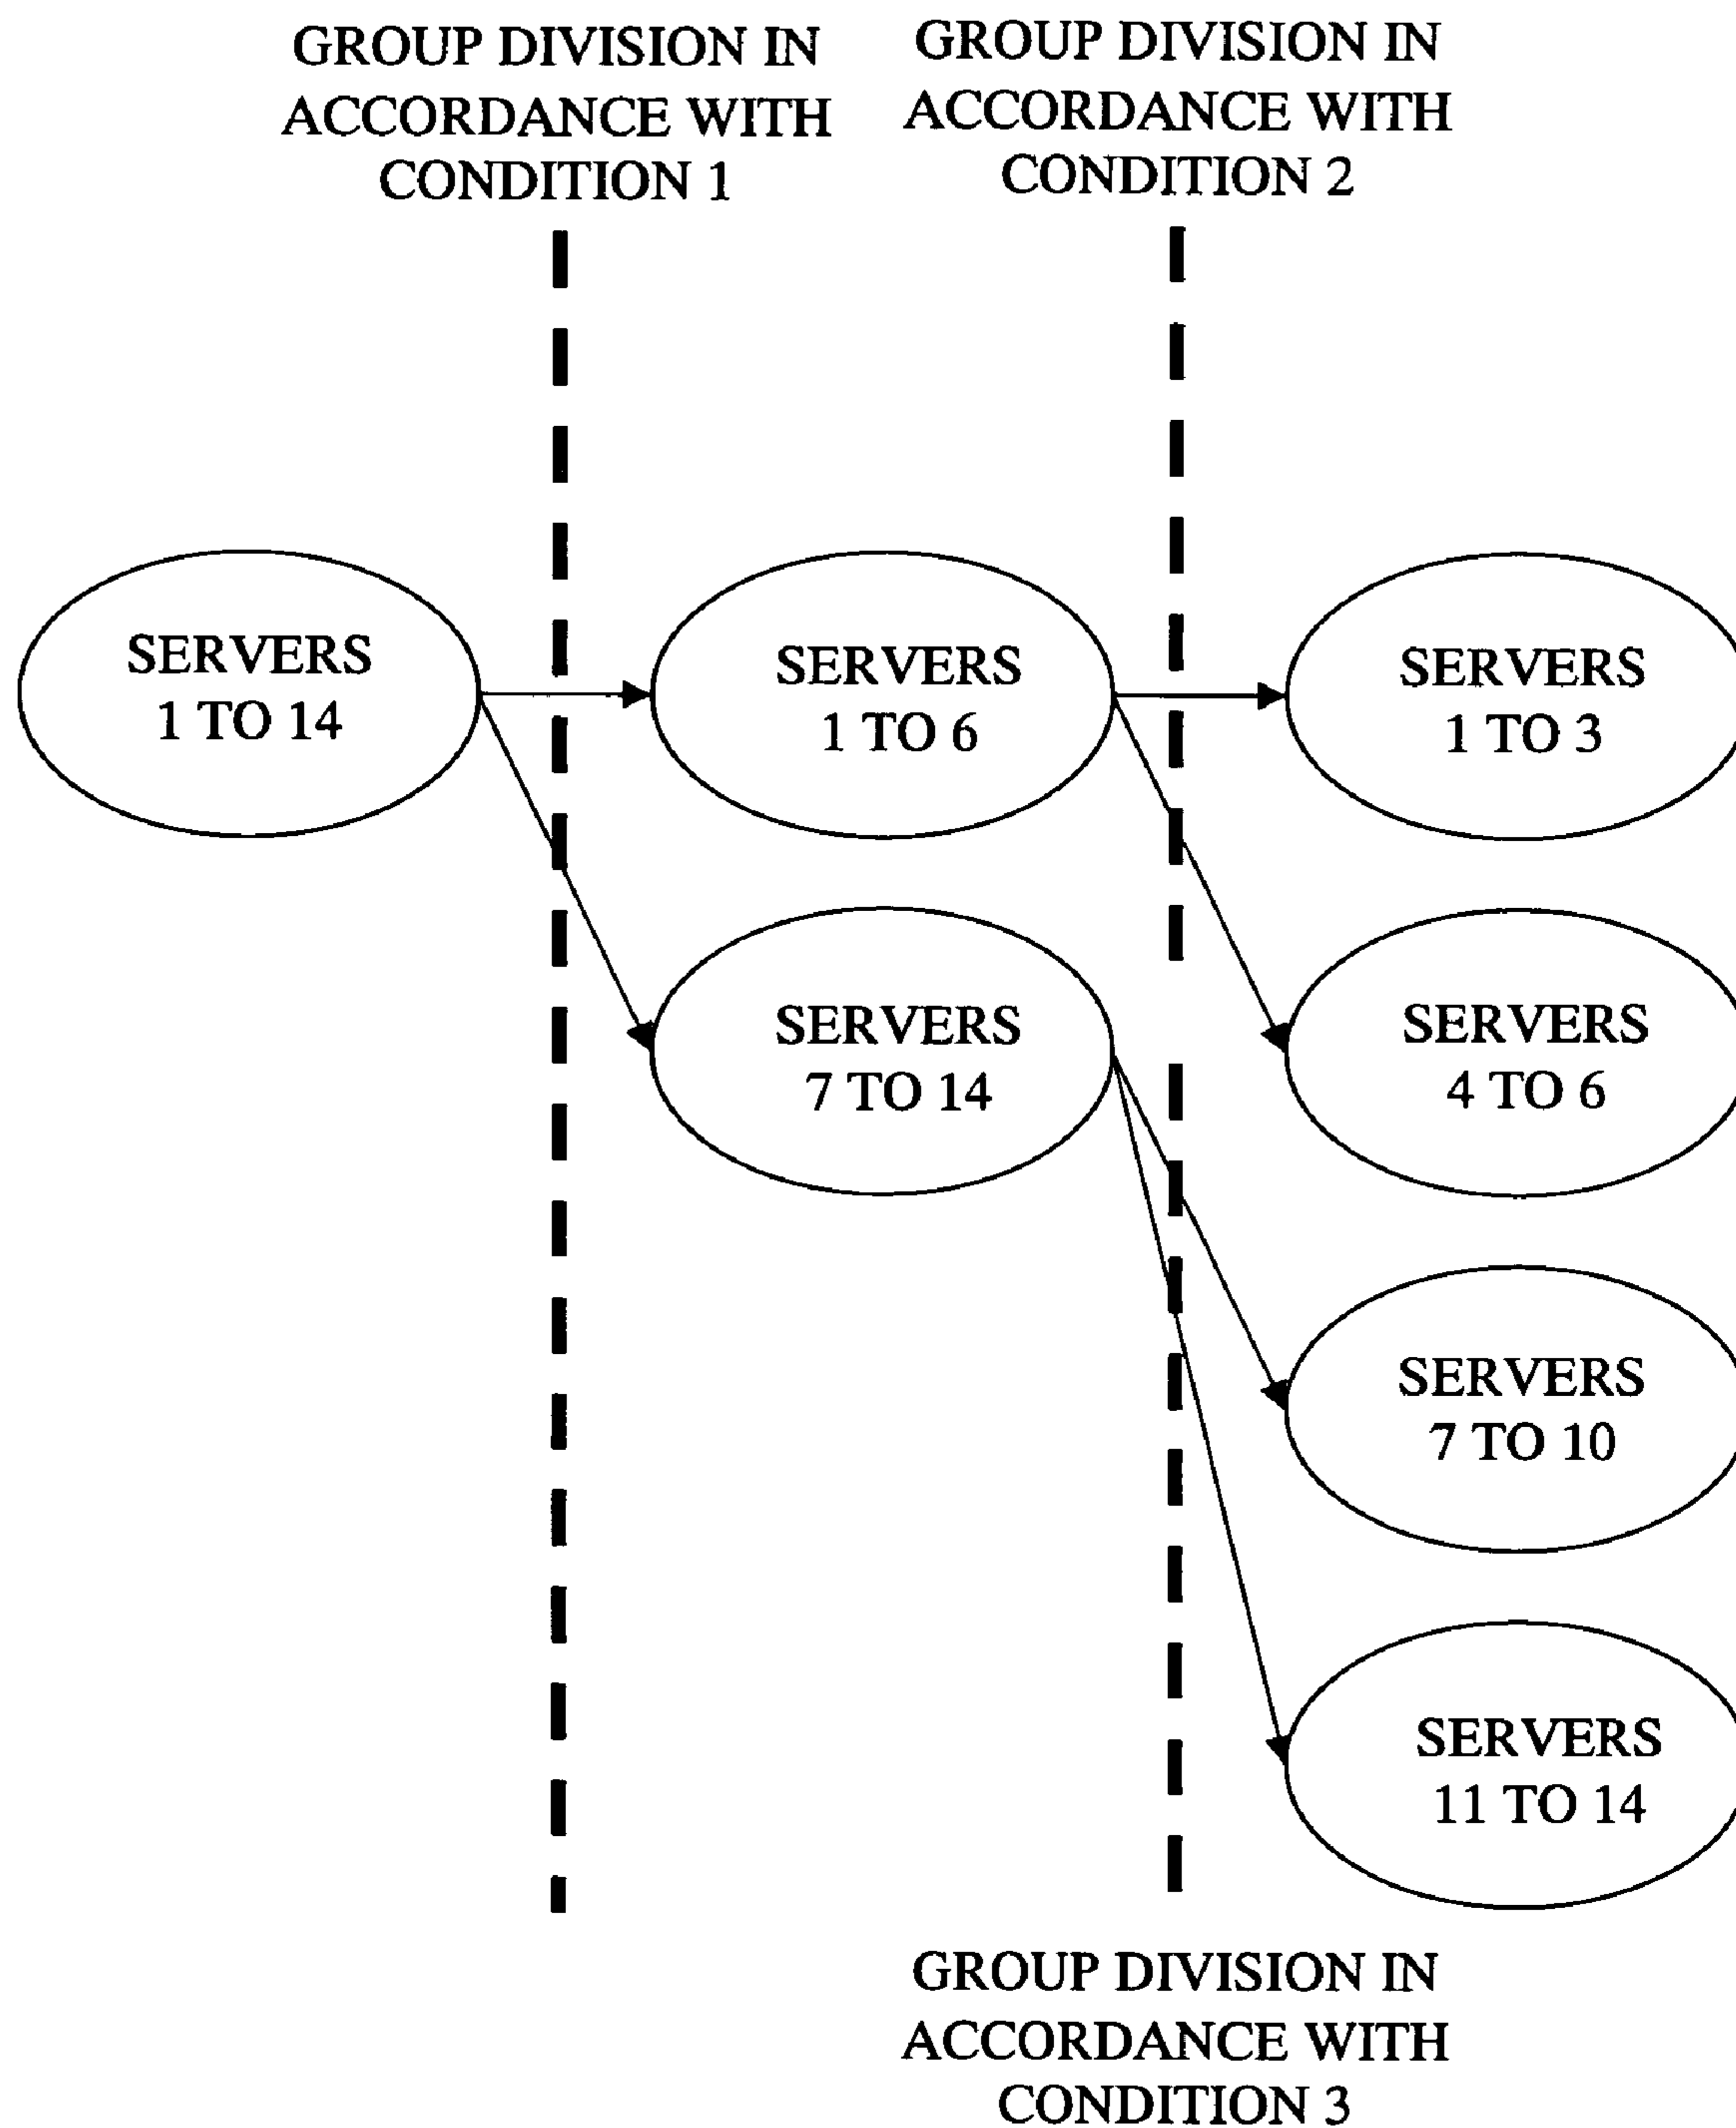 GROUP DIVISION IN
ACCORDANCE WITH
CONDITION 1
GROUP DIVISION IN
ACCORDANCE WITH
CONDITION 2
SERVERS
1 TO 14
SERVERS
1 TO 6
SERVERS
1 TO 3
SERVERS
7 TO 14
SERVERS
4 TO 6
SERVERS
7 TO 10
SERVERS
11 TO 14
GROUP DIVISION IN
ACCORDANCE WITH
CONDITION 3